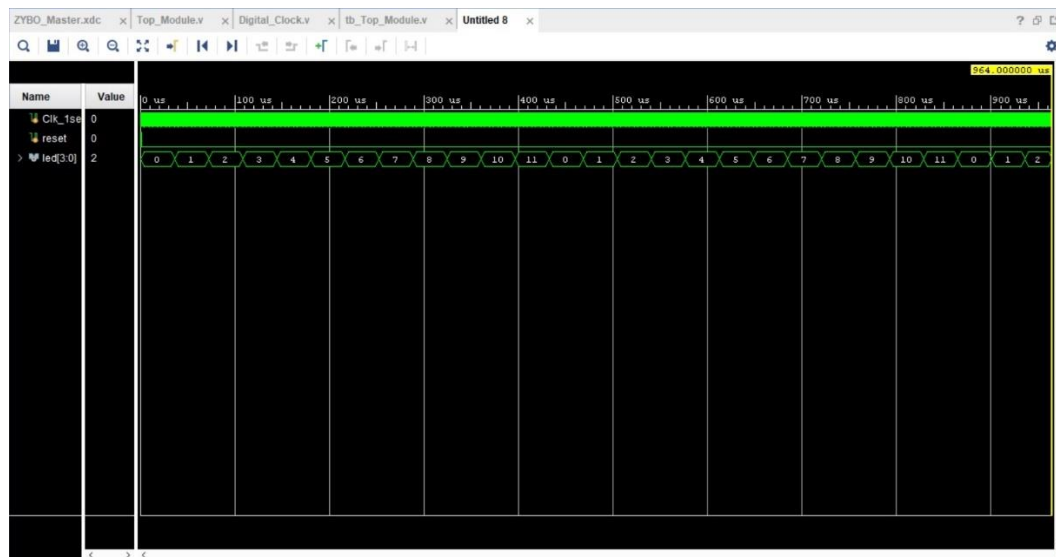 ZYBO_Master.xdc x Top_Module.v x Digital_Clock.v x tb_Top_Module.v x Untitled 8 x ?
964.000000 us
Name Value 0 us 100 us 200 us 300 us 400 us 500 us 600 us 700 us 800 us 900 us
Clk_1se 0
reset 0
> led[3:0] 2 0 1 2 3 4 5 6 7 8 9 10 11 0 1 2 3 4 5 6 7 8 9 10 11 0 1 2